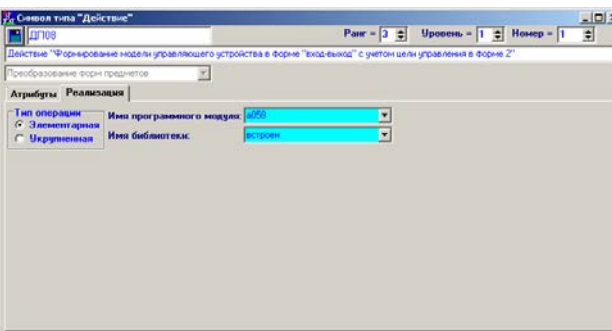 Символ типа "Действие"
ДП08 Ранг = 3 Уровень = 1 Номер = 1
Действие "Формирование модели управляющего устройства в форме "вход-выход" с учетом цели управления в форме 2"
Преобразование форм предметов
Атрибуты Реализация
Тип операции
Элементарная
Укрупненная
Имя программного модуля: a058
Имя библиотеки: встроен